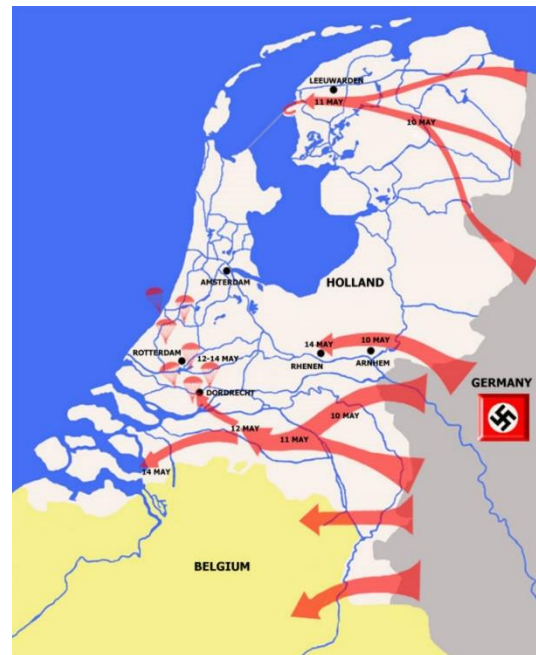 LEEUWARDEN
11 MAY
10 MAY
AMSTERDAM
HOLLAND
ROTTERDAM
12-14 MAY
14 MAY
10 MAY
RHENEN
ARNHEM
GERMANY
DORDRECHT
10 MAY
12 MAY
11 MAY
14 MAY
BELGIUM